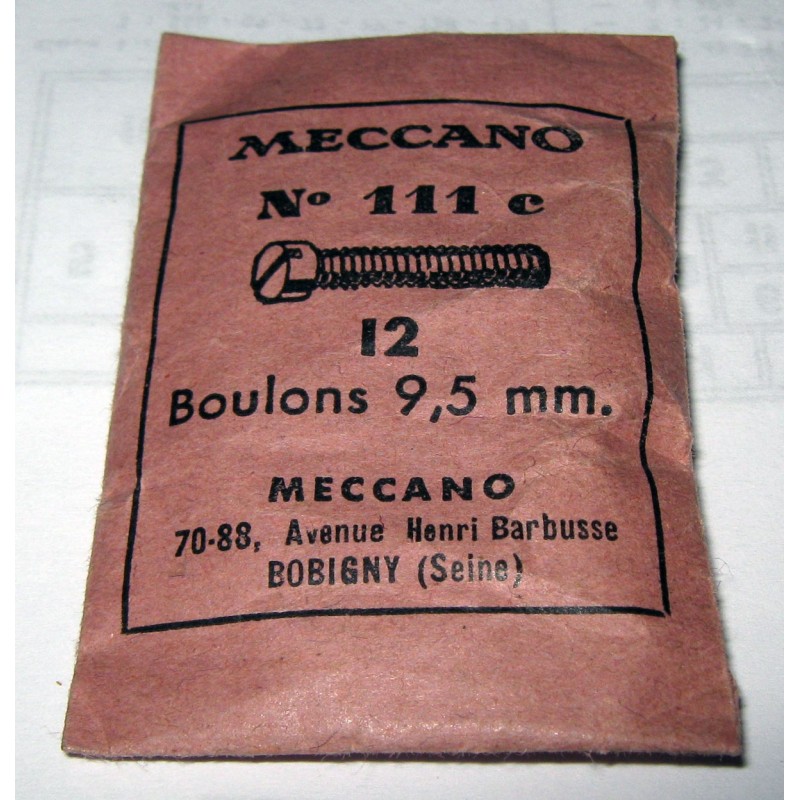 MECCANO
Nº 111 c
12
Boulons 9,5 mm.
MECCANO
70-88, Avenue Henri Barbusse
BOBIGNY (Seine)